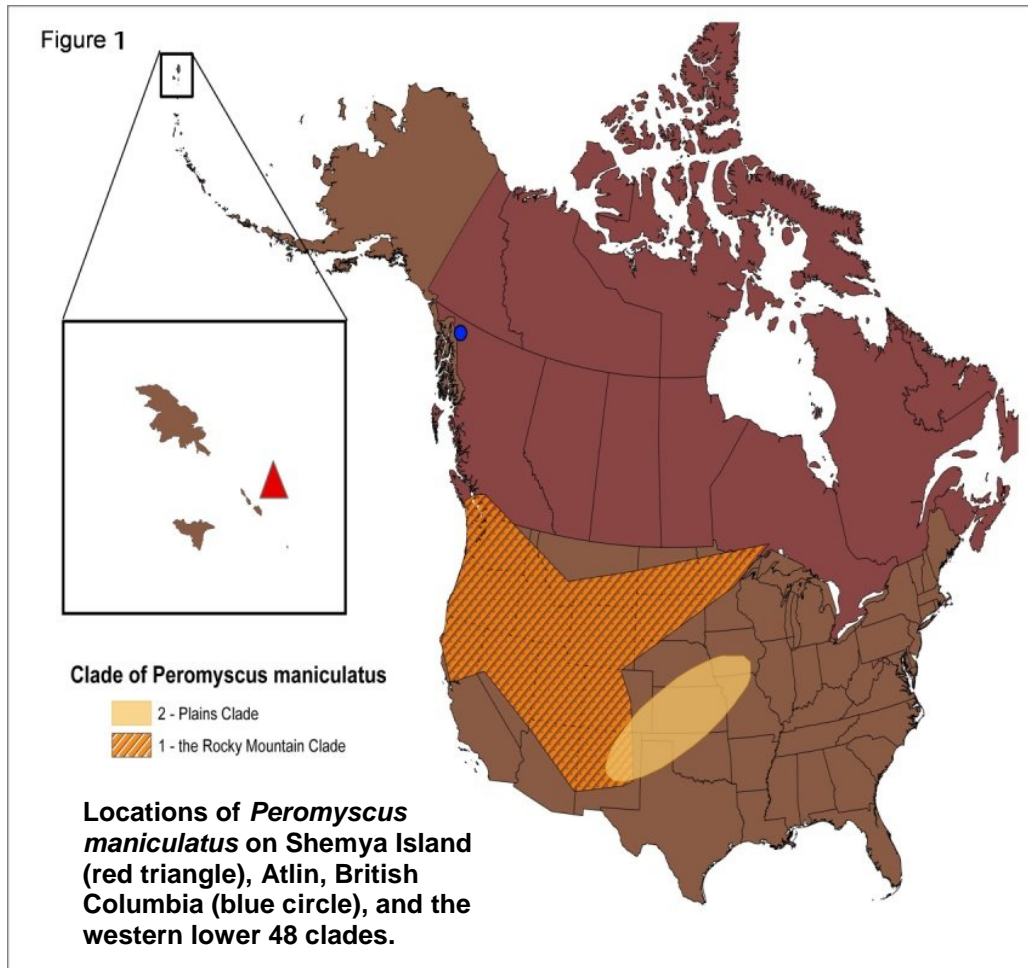 Figure 1
Clade of Peromyscus maniculatus
2 - Plains Clade
1 - the Rocky Mountain Clade
Locations of Peromyscus
maniculatus on Shemya Island
(red triangle), Atlin, British
Columbia (blue circle), and the
western lower 48 clades.